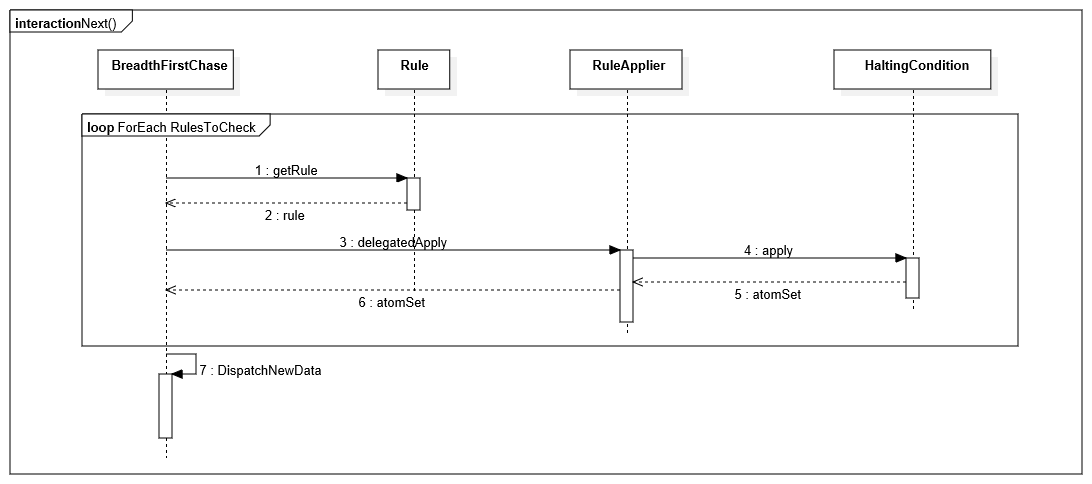 interactionNext()
BreadthFirstChase
Rule
RuleApplier
HaltingCondition
loop ForEach RulesToCheck
1 : getRule
2 : rule
3 : delegatedApply
4 : apply
5 : atomSet
6 : atomSet
7 : DispatchNewData